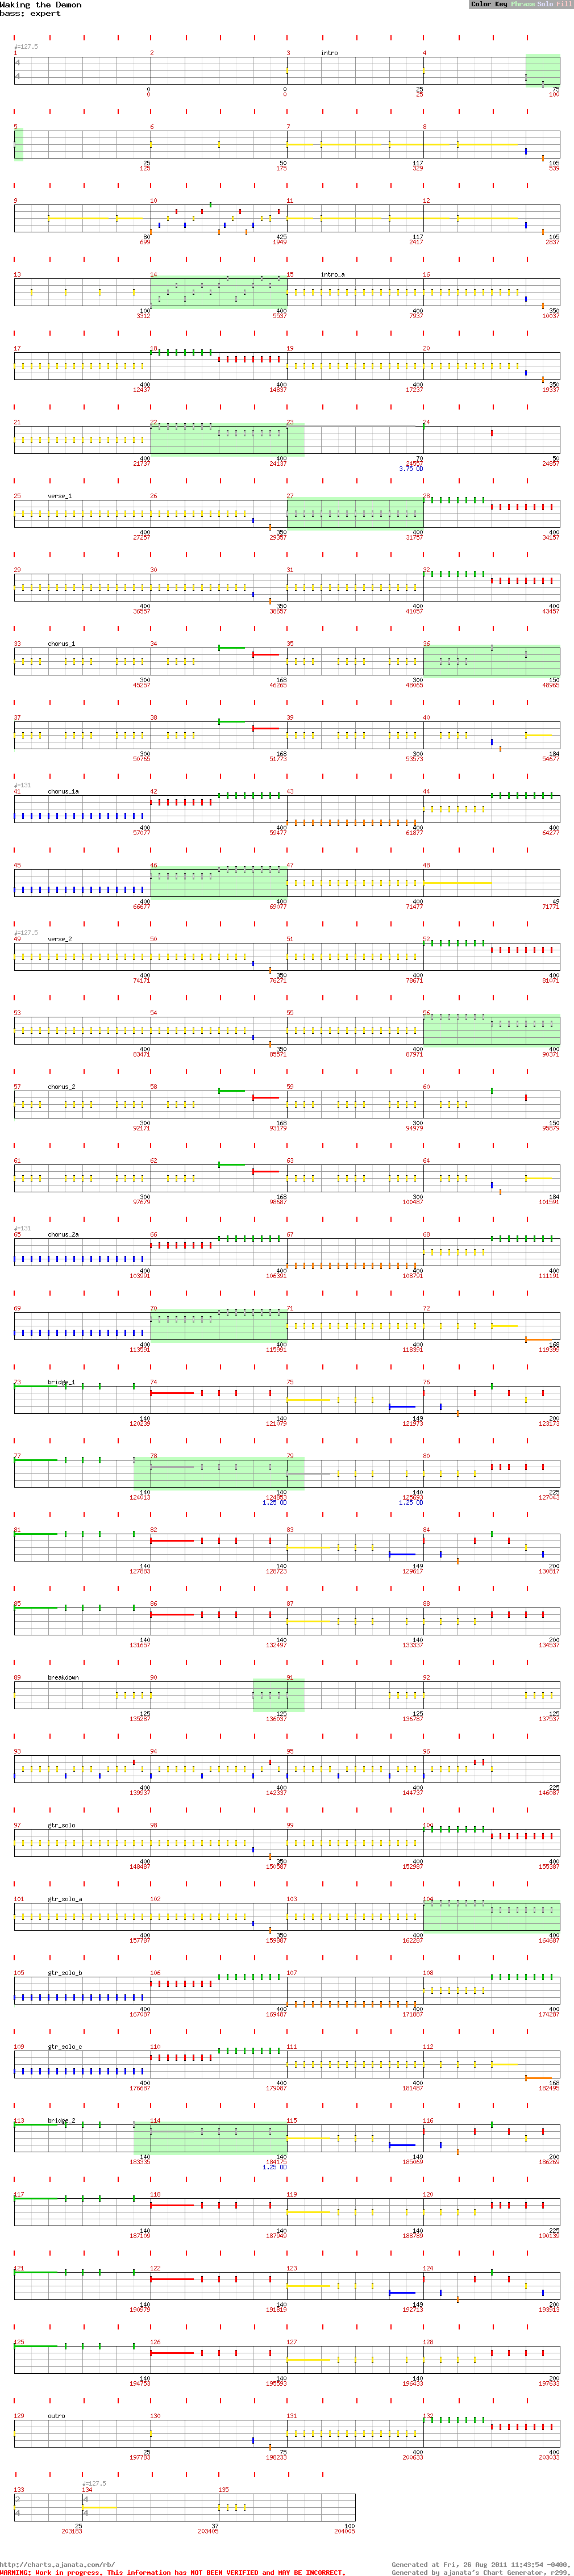 Waking the Demon
bass: expert
Color Key Phrase Solo Fill
♩=127.5
1 2 3 intro 4
4
4
0 0 25 75
0 0 25 100
5 6 7 8
25 50 117 105
125 175 329 539
9 10 11 12
80 425 117 105
699 1949 2417 2837
13 14 15 intro_a 16
100 400 400 350
3312 5537 7937 10037
17 18 19 20
400 400 400 350
12437 14837 17237 19337
21 22 23 24
400 400 70 50
21737 24137 24557 24857
3.75 OD
25 verse_1 26 27 28
400 350 400 400
27257 29357 31757 34157
29 30 31 32
400 350 400 400
36557 38657 41057 43457
33 chorus_1 34 35 36
300 168 300 150
45257 46265 48065 48965
37 38 39 40
300 168 300 184
50765 51773 53573 54677
♩=131
41 chorus_1a 42 43 44
400 400 400 400
57077 59477 61877 64277
45 46 47 48
400 400 400 49
66677 69077 71477 71771
♩=127.5
49 verse_2 50 51 52
400 350 400 400
74171 76271 78671 81071
53 54 55 56
400 350 400 400
83471 85571 87971 90371
57 chorus_2 58 59 60
300 168 300 150
92171 93179 94979 95879
61 62 63 64
300 168 300 184
97679 98687 100487 101591
♩=131
65 chorus_2a 66 67 68
400 400 400 400
103991 106391 108791 111191
69 70 71 72
400 400 400 168
113591 115991 118391 119399
73 bridge_1 74 75 76
140 140 149 200
120239 121079 121973 123173
77 78 79 80
140 140 140 225
124013 124853 125693 127043
1.25 OD 1.25 OD
81 82 83 84
140 140 149 200
127883 128723 129617 130817
85 86 87 88
140 140 140 200
131657 132497 133337 134537
89 breakdown 90 91 92
125 125 125 125
135287 136037 136787 137537
93 94 95 96
400 400 400 225
139937 142337 144737 146087
97 gtr_solo 98 99 100
400 350 400 400
148487 150587 152987 155387
101 gtr_solo_a 102 103 104
400 350 400 400
157787 159887 162287 164687
105 gtr_solo_b 106 107 108
400 400 400 400
167087 169487 171887 174287
109 gtr_solo_c 110 111 112
400 400 400 168
176687 179087 181487 182495
113 bridge_2 114 115 116
140 140 149 200
183335 184175 185069 186269
1.25 OD
117 118 119 120
140 140 140 225
187109 187949 188789 190139
121 122 123 124
140 140 149 200
190979 191819 192713 193913
125 126 127 128
140 140 140 200
194753 195593 196433 197633
129 outro 130 131 132
25 75 400 400
197783 198233 200633 203033
♩=127.5
133 134 135
2 4
4 4
25 37 100
203183 203405 204005
http://charts.ajanata.com/rb/
Generated at Fri, 26 Aug 2011 11:43:54 -0400,
WARNING: Work in progress. This information has NOT BEEN VERIFIED and MAY BE INCORRECT.
Generated by ajanata's Chart Generator, r299.